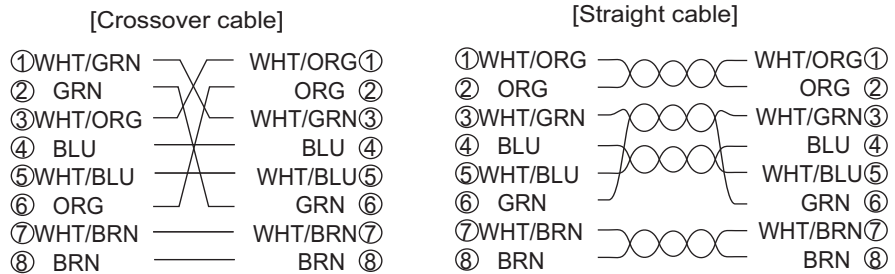 [Crossover cable]
①WHT/GRN WHT/ORG①
② GRN ORG ②
③WHT/ORG WHT/GRN③
④ BLU BLU ④
⑤WHT/BLU WHT/BLU⑤
⑥ ORG GRN ⑥
⑦WHT/BRN WHT/BRN⑦
⑧ BRN BRN ⑧
[Straight cable]
①WHT/ORG WHT/ORG①
② ORG ORG ②
③WHT/GRN WHT/GRN③
④ BLU BLU ④
⑤WHT/BLU WHT/BLU⑤
⑥ GRN GRN ⑥
⑦WHT/BRN WHT/BRN⑦
⑧ BRN BRN ⑧